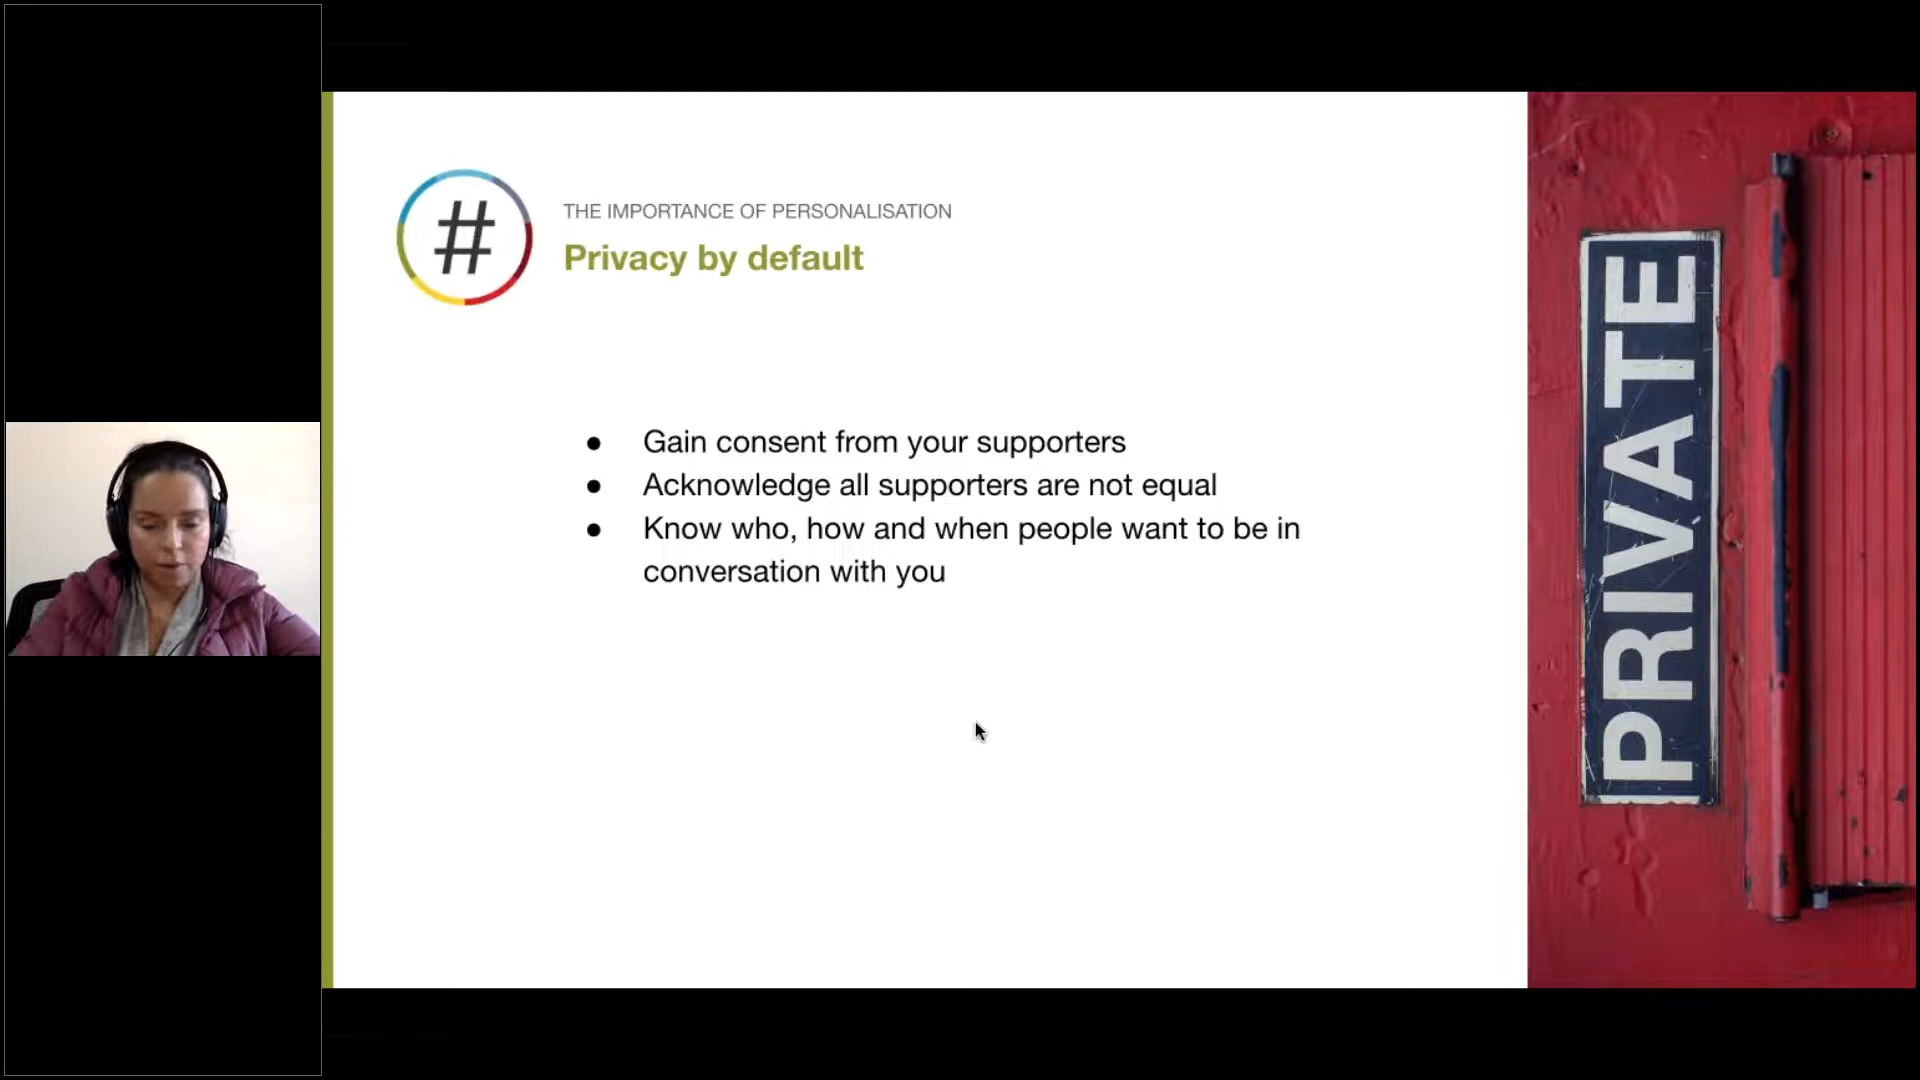 #
THE IMPORTANCE OF PERSONALISATION
Privacy by default
● Gain consent from your supporters
● Acknowledge all supporters are not equal
● Know who, how and when people want to be in
conversation with you
PRIVATE